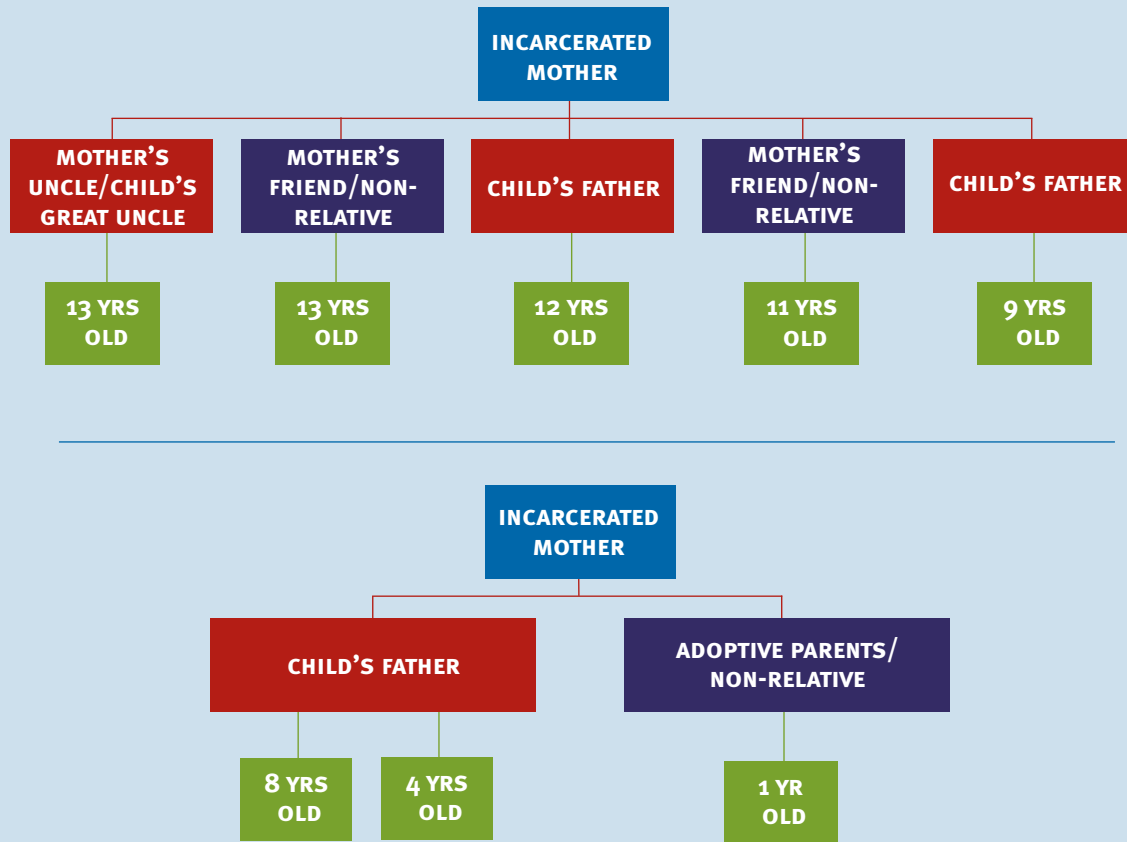 INCARCERATED
MOTHER
MOTHER'S
UNCLE/CHILD'S
GREAT UNCLE
MOTHER'S
FRIEND/NON-
RELATIVE
CHILD'S FATHER
MOTHER'S
FRIEND/NON-
RELATIVE
CHILD'S FATHER
13 YRS
OLD
13 YRS
OLD
12 YRS
OLD
11 YRS
OLD
9 YRS
OLD
INCARCERATED
MOTHER
CHILD'S FATHER
ADOPTIVE PARENTS/
NON-RELATIVE
8 YRS
OLD
4 YRS
OLD
1 YR
OLD